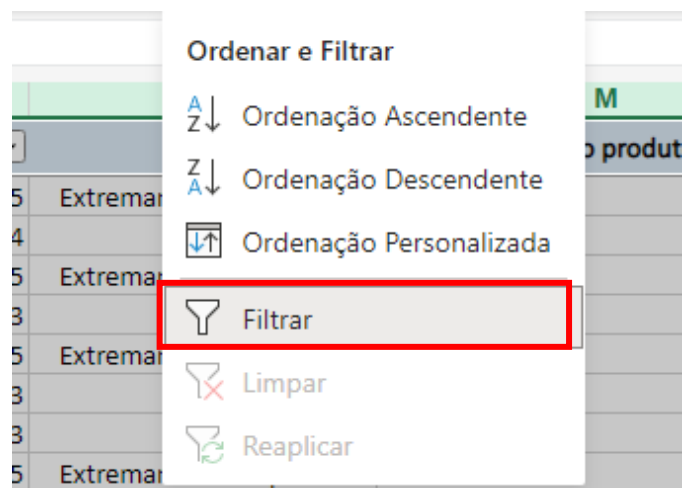 Ordenar e Filtrar
A Z Ordenação Ascendente
M
Z A Ordenação Descendente
o produt
5 Extremar
4
Ordenação Personalizada
5 Extremar
3
Filtrar
5 Extremar
3
Limpar
3
Reaplicar
5 Extremar